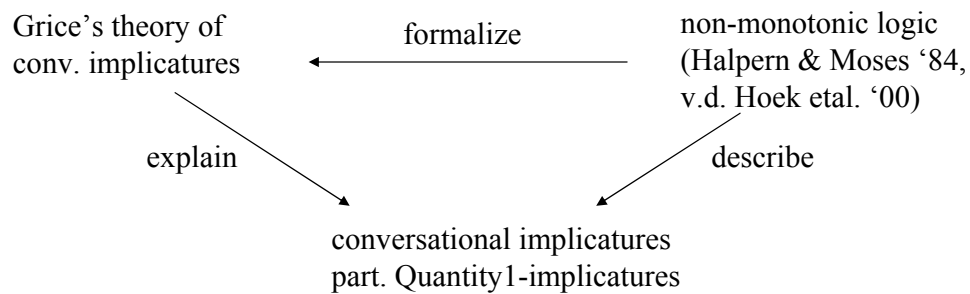 Grice’s theory of
conv. implicatures
formalize
non-monotonic logic
(Halpern & Moses ‘84,
v.d. Hoek etal. ‘00)
explain
describe
conversational implicatures
part. Quantity1-implicatures